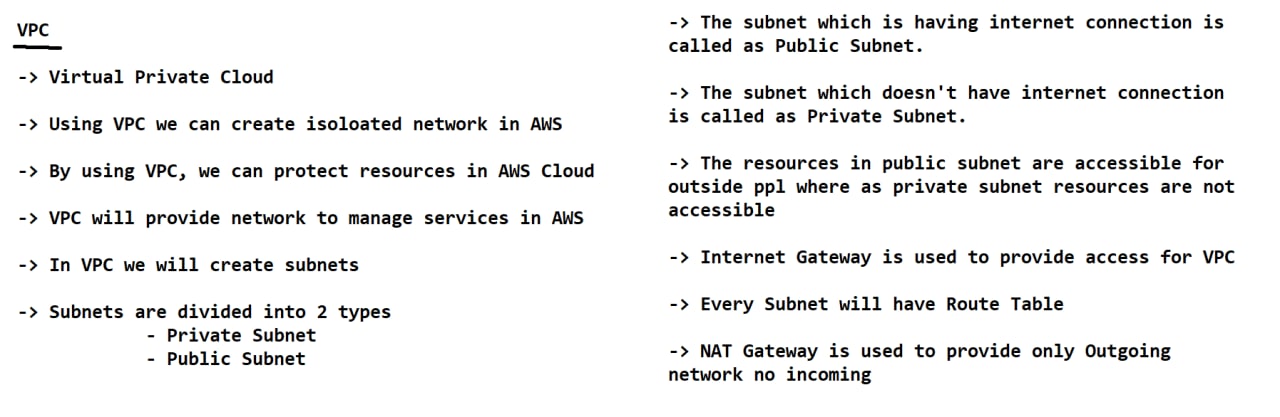 VPC
-> Virtual Private Cloud
-> Using VPC we can create isoloated network in AWS
-> By using VPC, we can protect resources in AWS Cloud
-> VPC will provide network to manage services in AWS
-> In VPC we will create subnets
-> Subnets are divided into 2 types
- Private Subnet
- Public Subnet
-> The subnet which is having internet connection is
called as Public Subnet.
-> The subnet which doesn't have internet connection
is called as Private Subnet.
-> The resources in public subnet are accessible for
outside ppl where as private subnet resources are not
accessible
-> Internet Gateway is used to provide access for VPC
-> Every Subnet will have Route Table
-> NAT Gateway is used to provide only Outgoing
network no incoming